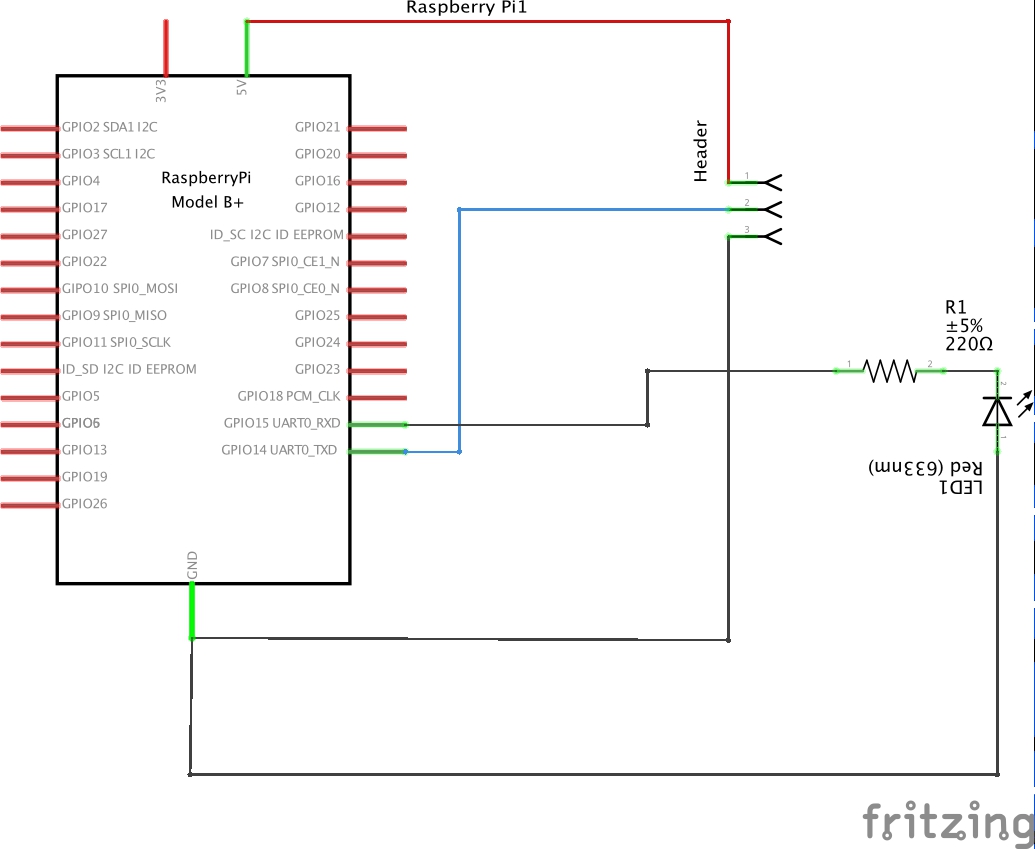 Raspberry Pi1
3V3
5V
GPIO2 SDA1 I2C
GPIO3 SCL1 I2C
GPIO4
GPIO17
GPIO27
GPIO22
GIPO10 SPI0_MOSI
GPIO9 SPI0_MISO
GPIO11 SPI0_SCLK
ID_SD I2C ID EEPROM
GPIO5
GPIO6
GPIO13
GPIO19
GPIO26
RaspberryPi
Model B+
GPIO21
GPIO20
GPIO16
GPIO12
ID_SC I2C ID EEPROM
GPIO7 SPI0_CE1_N
GPIO8 SPI0_CE0_N
GPIO25
GPIO24
GPIO23
GPIO18 PCM_CLK
GPIO15 UART0_RXD
GPIO14 UART0_TXD
GND
Header
1
2
3
R1
±5%
220Ω
1
2
2
1
LED1
Red (633nm)
fritzing